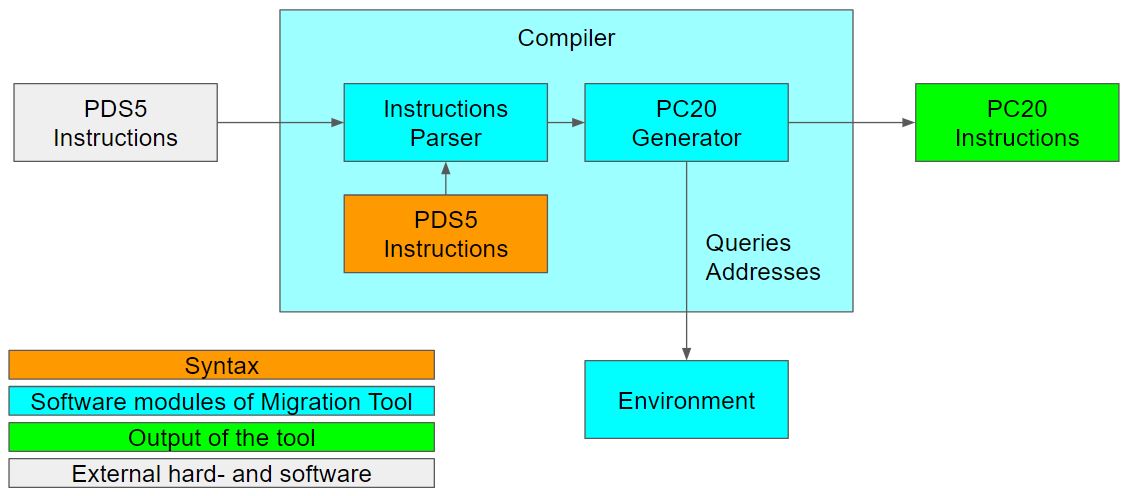 Compiler
PDS5
Instructions
Instructions
Parser
PC20
Generator
PC20
Instructions
PDS5
Instructions
Queries
Addresses
Environment
Syntax
Software modules of Migration Tool
Output of the tool
External hard- and software